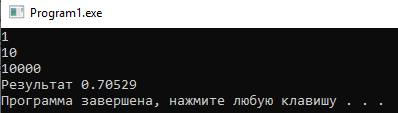 Program1.exe
1
10
10000
Результат 0.70529
Программа завершена, нажмите любую клавишу . . .